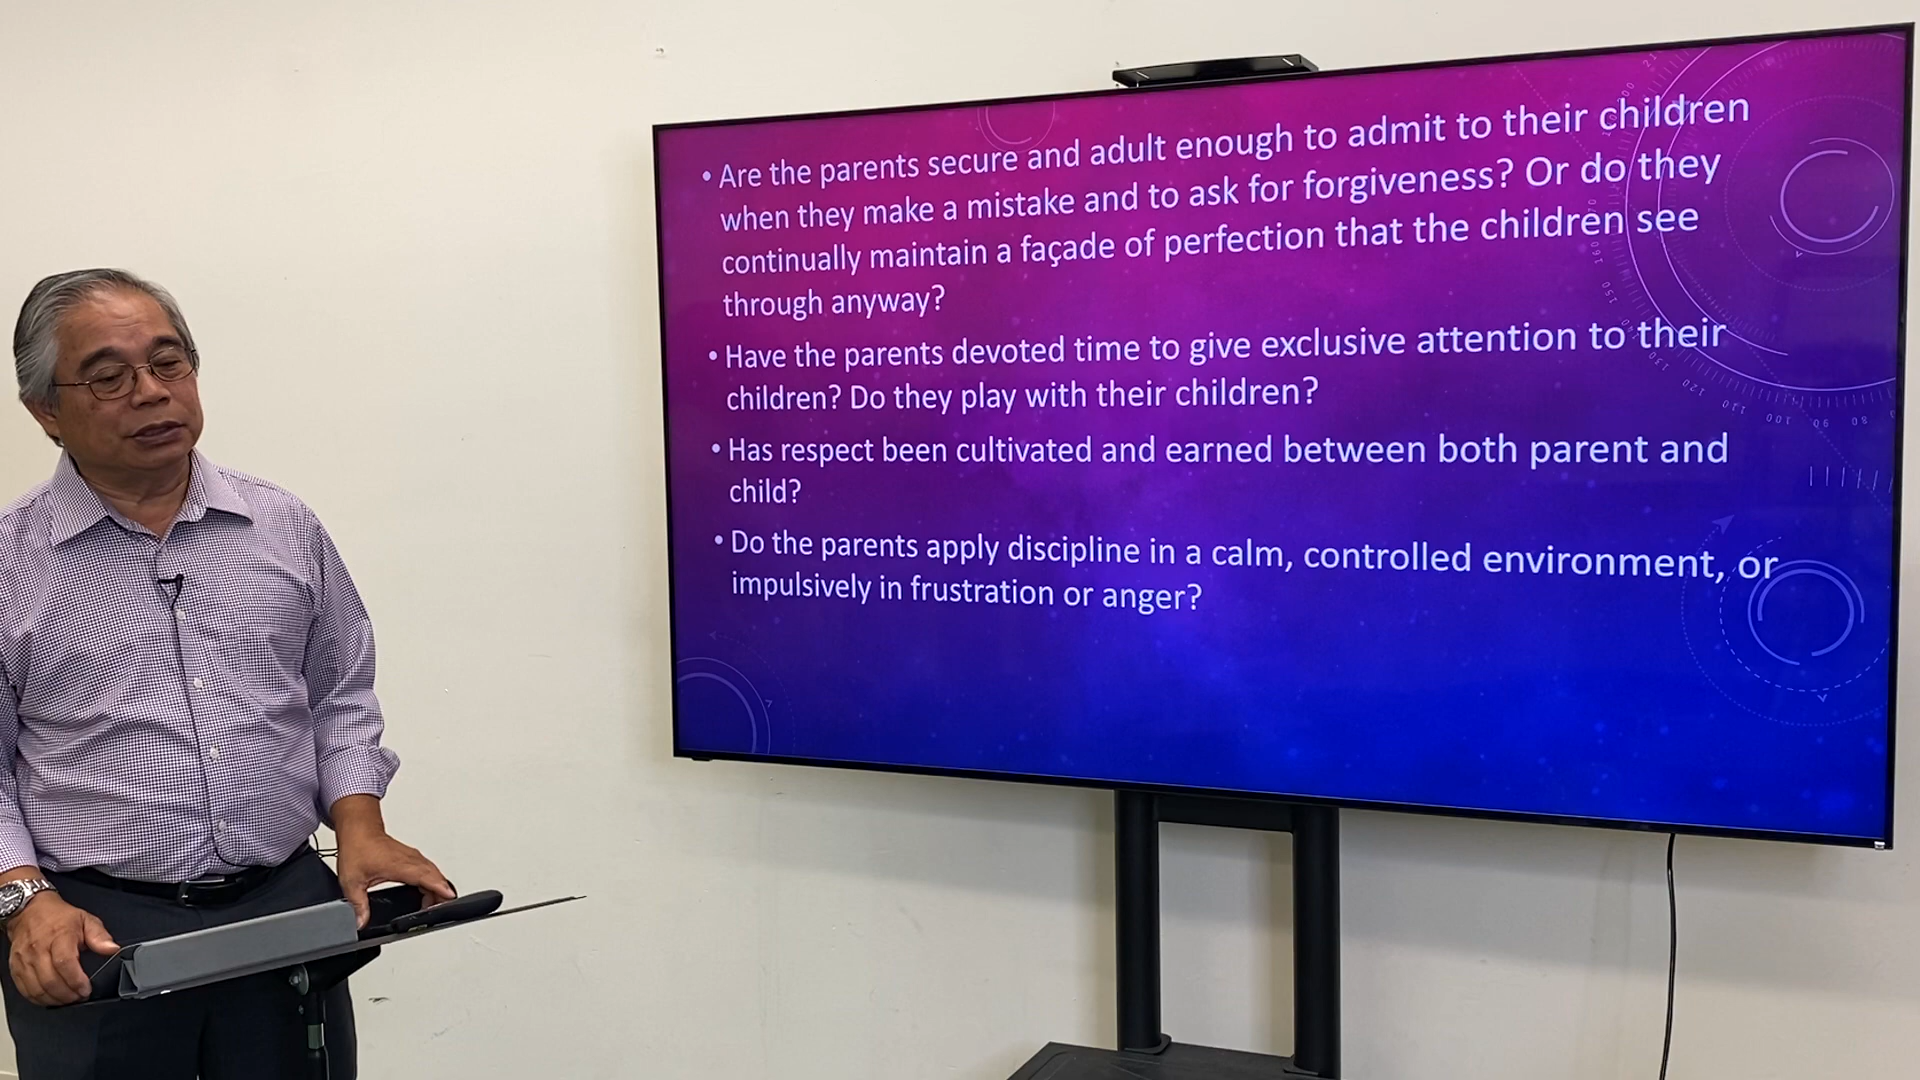 • Are the parents secure and adult enough to admit to their children
when they make a mistake and to ask for forgiveness? Or do they
continually maintain a façade of perfection that the children see
through anyway?
• Have the parents devoted time to give exclusive attention to their
children? Do they play with their children?
• Has respect been cultivated and earned between both parent and
child?
• Do the parents apply discipline in a calm, controlled environment, or
impulsively in frustration or anger?